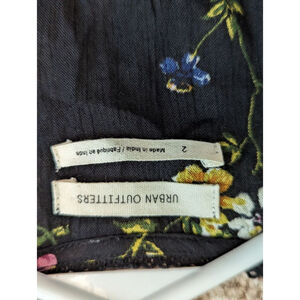 URBAN OUTFITTERS
2
Made in India / Fabriqué en Inde